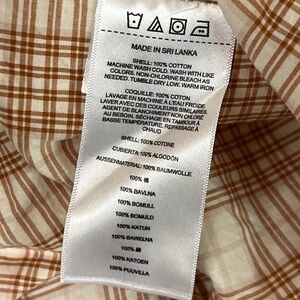 MADE IN SRI LANKA
SHELL: 100% COTTON
MACHINE WASH COLD. WASH WITH LIKE
COLORS. NON-CHLORINE BLEACH AS
NEEDED. TUMBLE DRY LOW. WARM IRON
COQUILLE: 100% COTON
LAVAGE EN MACHINE À L'EAU FROIDE
LAVER AVEC DES COULEURS SIMILAIRES.
AGENT DE BLANCHIMENT NON CHLORÉ
AU BESOIN. SÉCHAGE EN TAMBOUR À
BASSE TEMPÉRATURE. REPASSAGE À
CHAUD
SHELL: 100% COTONE
CUBIERTA: 100% ALGODÓN
AUSSENMATERIAL: 100% BAUMWOLLE
100% 棉
100% BAVLNA
100% BOMULL
100% BOMULD
100% KATUN
100% BAWEŁNA
100% 綿
100% KATOEN
100% PUUVILLA